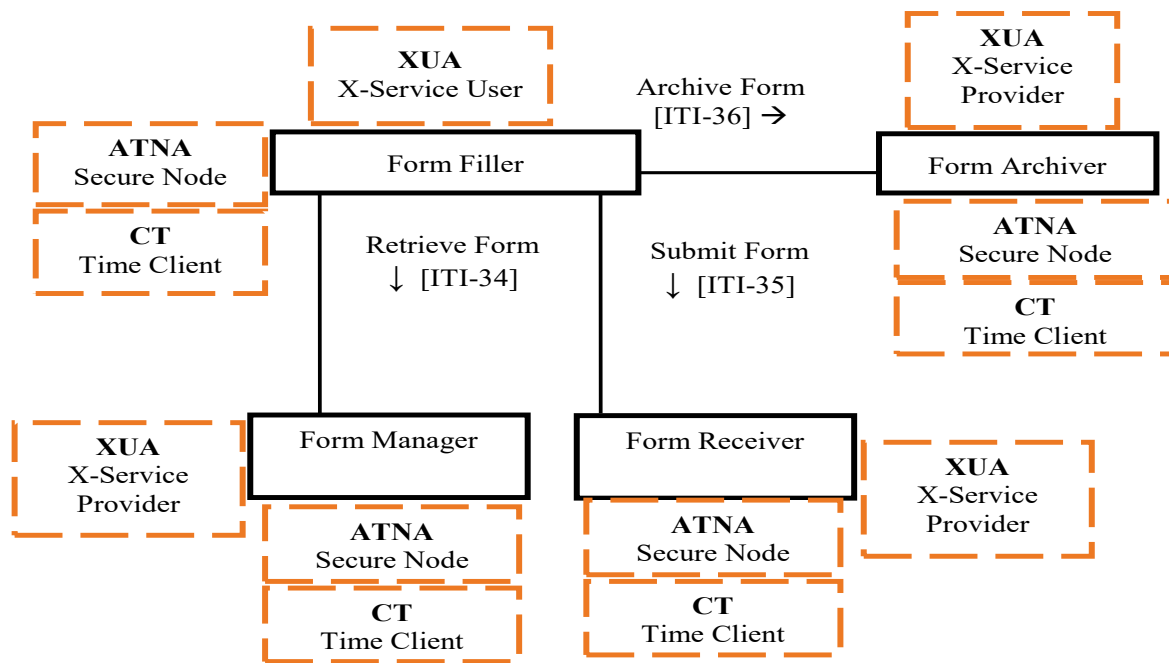 XUA
X-Service User
Archive Form
[ITI-36] →
XUA
X-Service
Provider
ATNA
Secure Node
Form Filler
Form Archiver
CT
Time Client
Retrieve Form
↓ [ITI-34]
Submit Form
↓ [ITI-35]
ATNA
Secure Node
CT
Time Client
XUA
X-Service
Provider
Form Manager
Form Receiver
XUA
X-Service
Provider
ATNA
Secure Node
CT
Time Client
ATNA
Secure Node
CT
Time Client